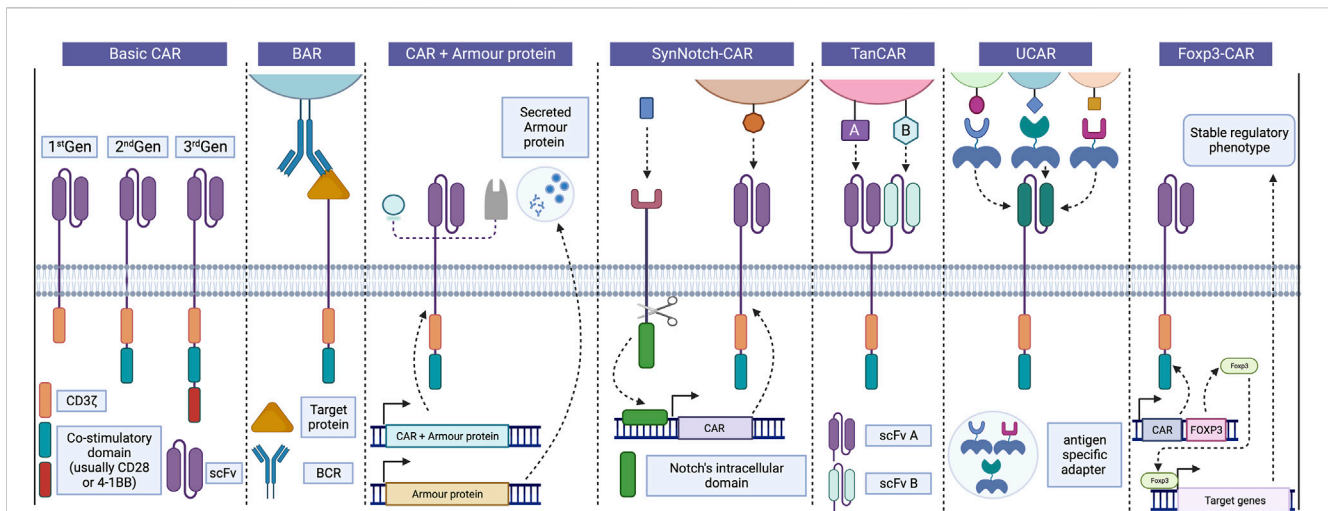 Basic CAR
BAR
CAR + Armour protein
SynNotch-CAR
TanCAR
UCAR
Foxp3-CAR
1stGen
2ndGen
3rdGen
CD3ζ
Co-stimulatory
domain
(usually CD28
or 4-1BB)
scFv
Target
protein
BCR
Secreted
Armour
protein
CAR + Armour protein
Armour protein
CAR
Notch's intracellular
domain
A
B
scFv A
scFv B
antigen
specific
adapter
Stable regulatory
phenotype
Foxp3
CAR
FOXP3
Foxp3
Target genes